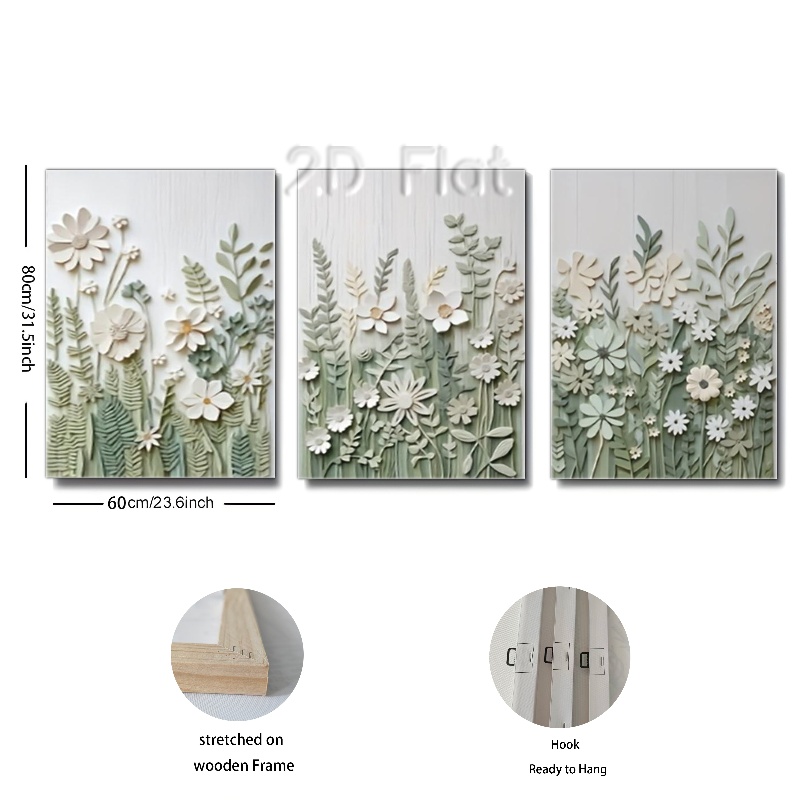 2D Flat
80cm/31.5inch
60cm/23.6inch
stretched on
wooden Frame
Hook
Ready to Hang